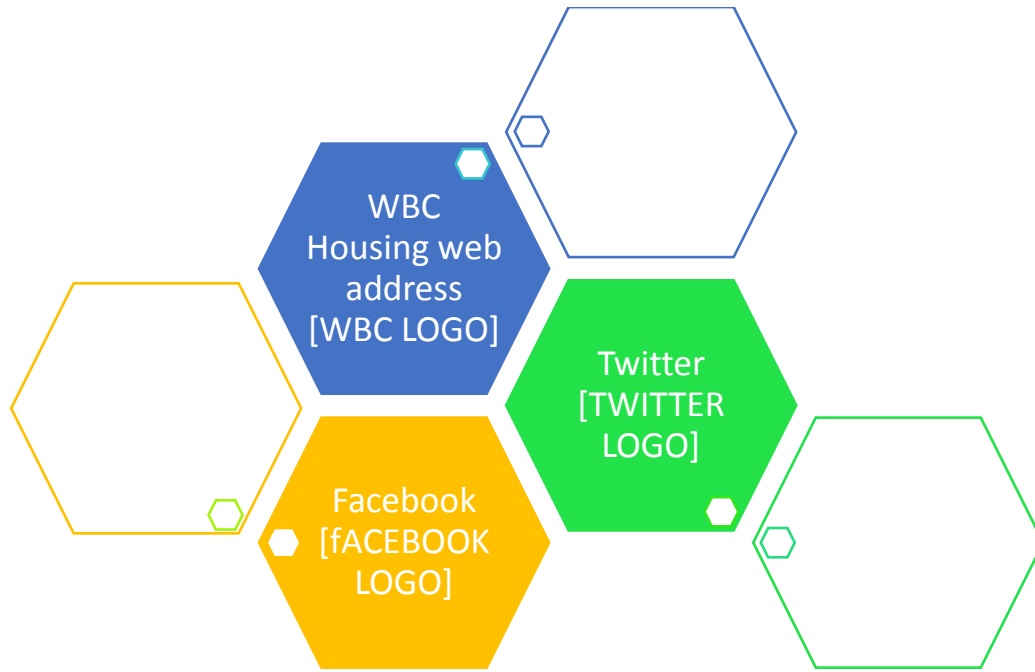 WBC
Housing web
address
[WBC LOGO]
Twitter
[TWITTER
LOGO]
Facebook
[fACEBOOK
LOGO]